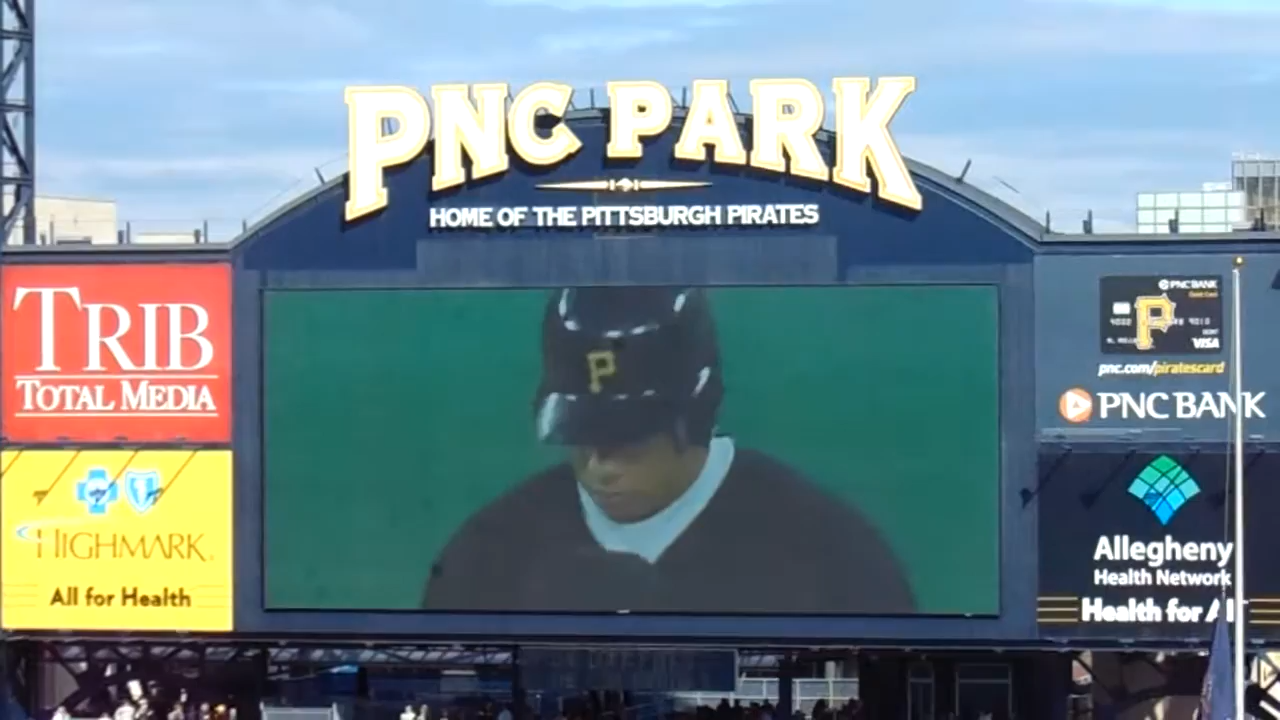 PNC PARK
HOME OF THE PITTSBURGH PIRATES
TRIB
TOTAL MEDIA
HIGHMARK.
All for Health
P
PNC BANK
P
VISA
pnc.com/piratescard
PNC BANK
Allegheny
Health Network
Health for All